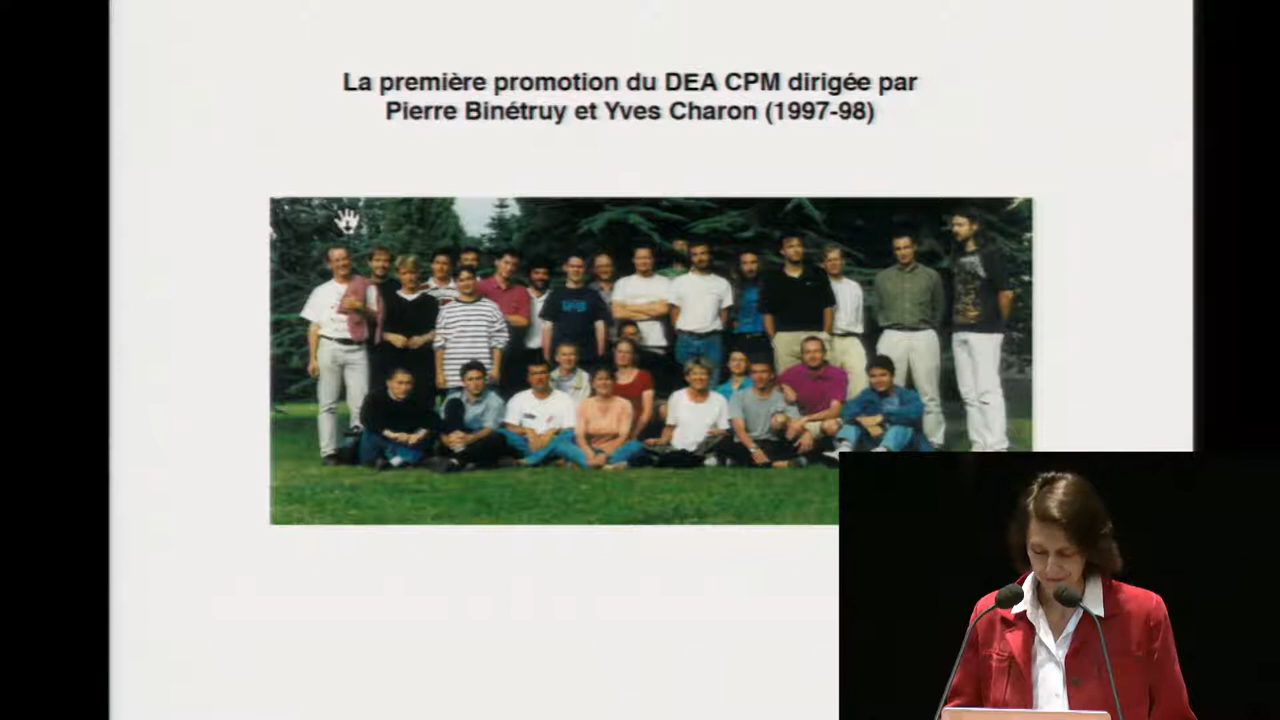 La première promotion du DEA CPM dirigée par
Pierre Binétruy et Yves Charon (1997-98)